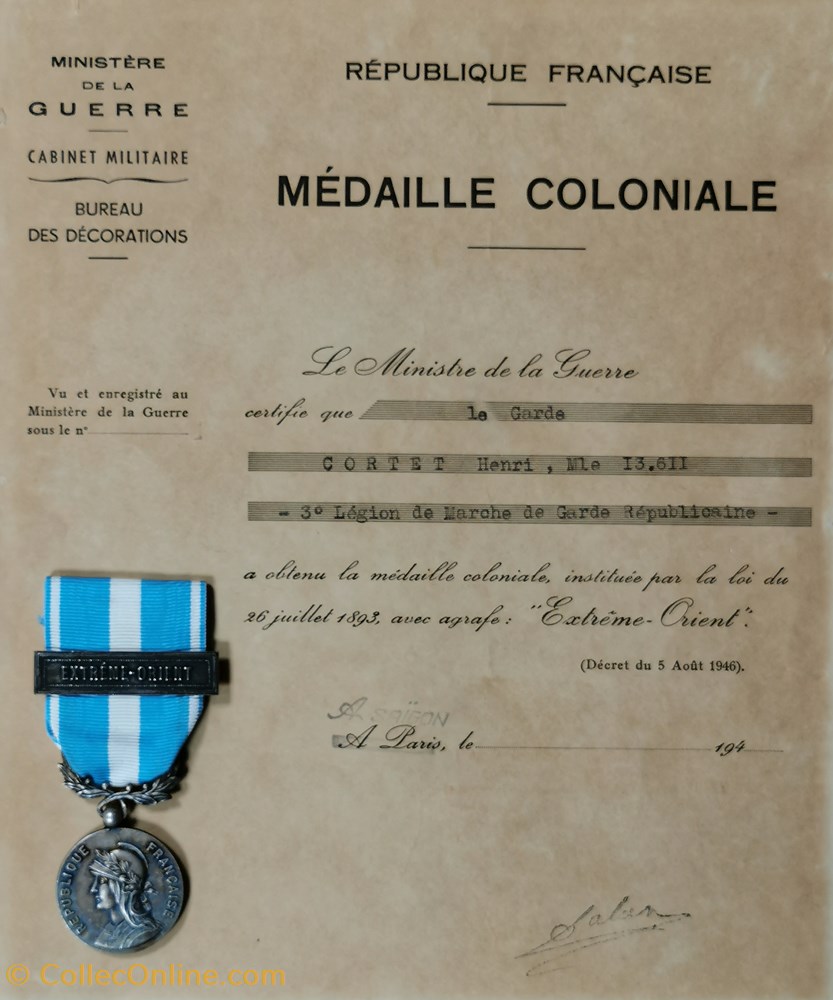 MINISTÈRE
DE LA
GUERRE
CABINET MILITAIRE
BUREAU
DES DÉCORATIONS
RÉPUBLIQUE FRANÇAISE
MÉDAILLE COLONIALE
Vu et enregistré au
Ministère de la Guerre
sous le n°
Le Ministre de la Guerre
certifie que le Garde
CORTET Henri, Mle I3.6II
- 3° Légion de Marche de Garde Républicaine -
a obtenu la médaille coloniale, instituée par la loi du
26 juillet 1893, avec agrafe : "Extrême-Orient".
(Décret du 5 Août 1946).
A SAÏGON
A Paris, le 194
EXTRÊME-ORIENT
RÉPUBLIQUE FRANÇAISE
© CollecOnline.com